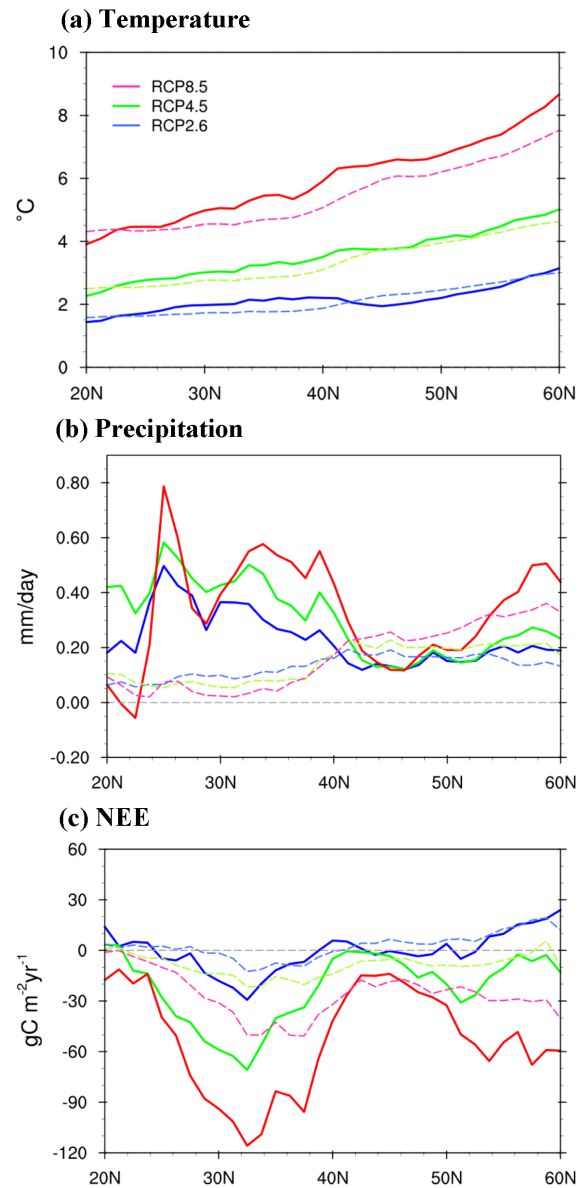 (a) Temperature
10
8
6
4
2
0
°C
RCP8.5
RCP4.5
RCP2.6
20N 30N 40N 50N 60N
(b) Precipitation
0.80
0.60
0.40
0.20
0.00
-0.20
mm/day
20N 30N 40N 50N 60N
(c) NEE
60
30
0
-30
-60
-90
-120
gC m⁻²yr⁻¹
20N 30N 40N 50N 60N